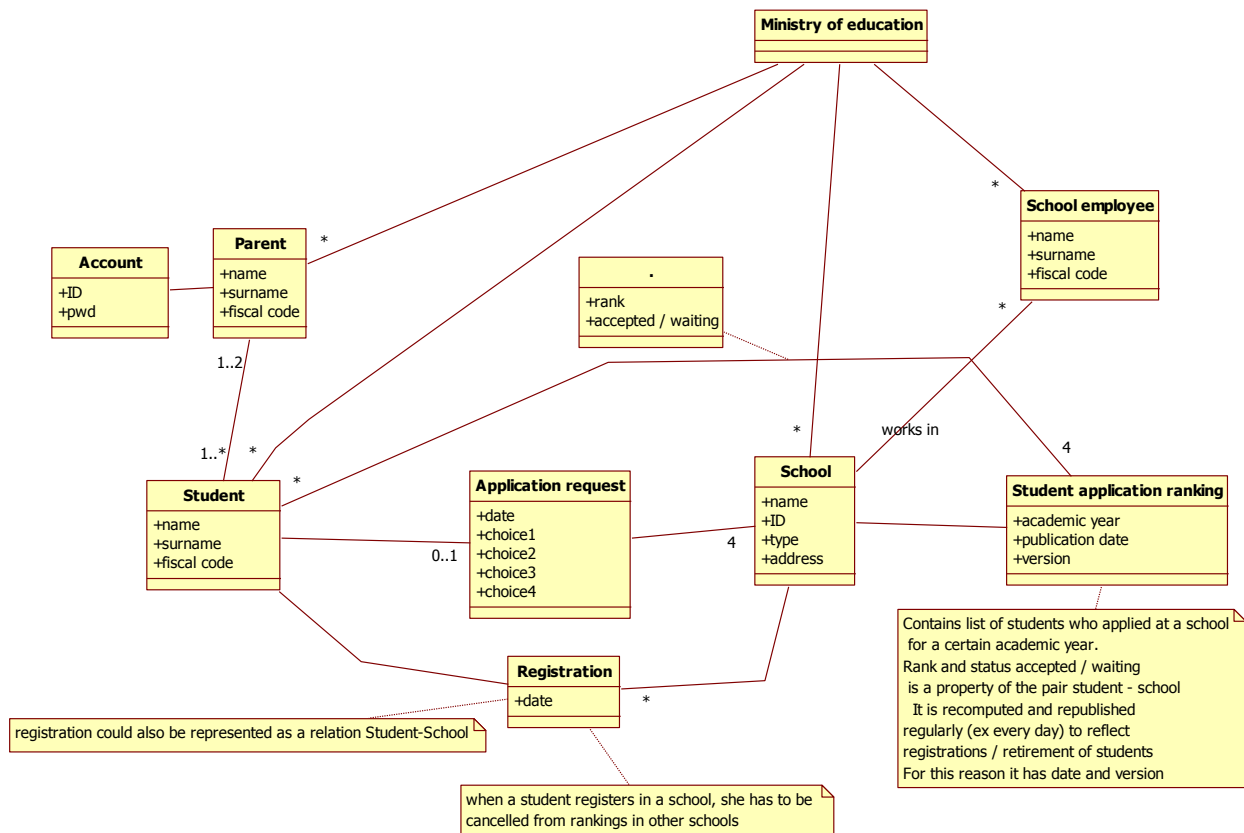 Ministry of education
*
*
School employee
+name
+surname
+fiscal code
*
Parent
+name
+surname
+fiscal code
1..2
Account
+ID
+pwd
.
+rank
+accepted / waiting
works in
*
4
1..*
*
*
Student
+name
+surname
+fiscal code
0..1
Application request
+date
+choice1
+choice2
+choice3
+choice4
4
School
+name
+ID
+type
+address
Student application ranking
+academic year
+publication date
+version
Contains list of students who applied at a school
for a certain academic year.
Rank and status accepted / waiting
is a property of the pair student - school
It is recomputed and republished
regularly (ex every day) to reflect
registrations / retirement of students
For this reason it has date and version
Registration
+date
*
registration could also be represented as a relation Student-School
when a student registers in a school, she has to be
cancelled from rankings in other schools